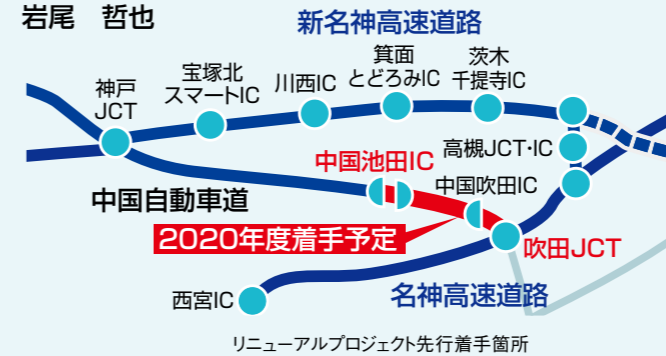 岩尾　哲也
新名神高速道路
神戸
JCT
宝塚北
スマートIC
川西IC
箕面
とどろみIC
茨木
千提寺IC
中国池田IC
高槻JCT・IC
中国吹田IC
中国自動車道
2020年度着手予定
吹田JCT
西宮IC
名神高速道路
リニューアルプロジェクト先行着手箇所